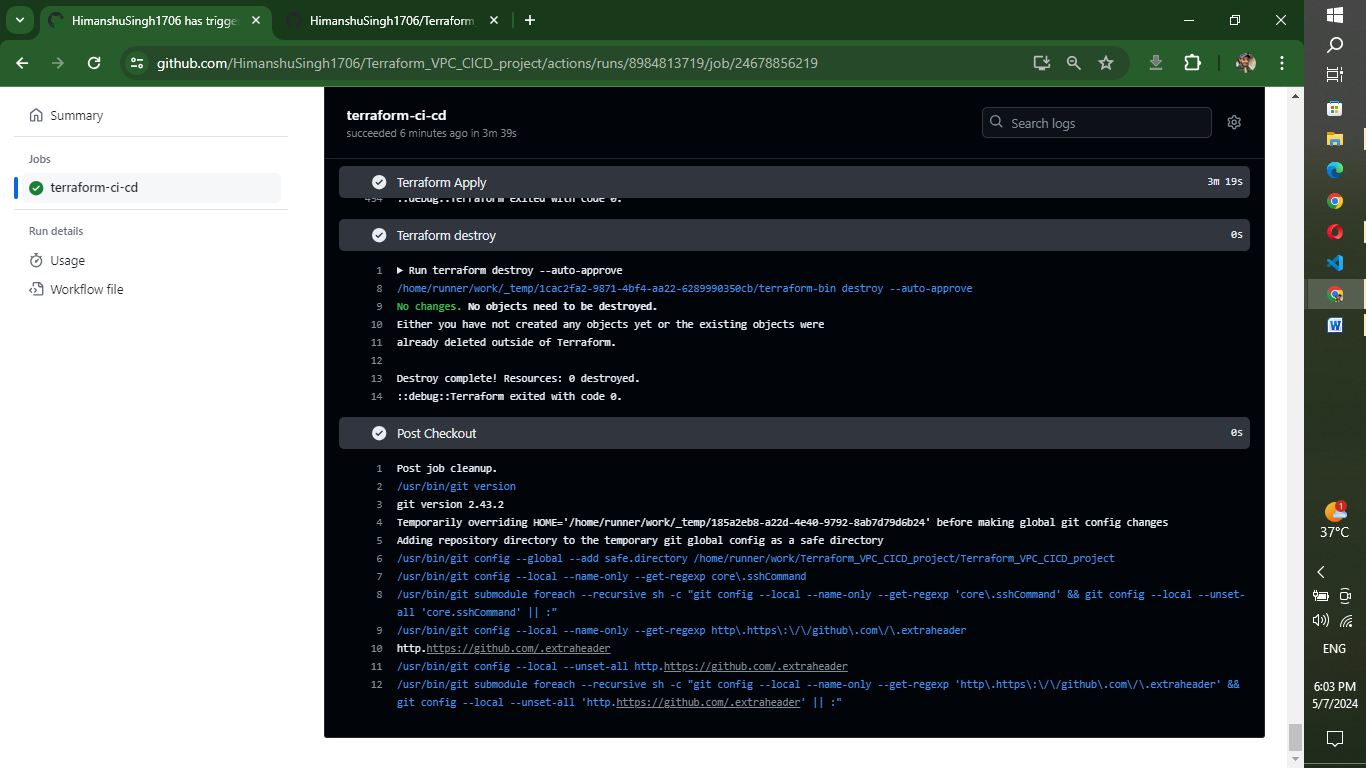 HimanshuSingh1706 has trigge
HimanshuSingh1706/Terraform_
github.com/HimanshuSingh1706/Terraform_VPC_CICD_project/actions/runs/8984813719/job/24678856219
Summary
Jobs
terraform-ci-cd
Run details
Usage
Workflow file
terraform-ci-cd
succeeded 6 minutes ago in 3m 39s
Search logs
Terraform Apply 3m 19s
494 ::debug::Terraform exited with code 0.
Terraform destroy 0s
1 Run terraform destroy --auto-approve
8 /home/runner/work/_temp/1cac2fa2-9871-4bf4-aa22-6289990350cb/terraform-bin destroy --auto-approve
9 No changes. No objects need to be destroyed.
10 Either you have not created any objects yet or the existing objects were
11 already deleted outside of Terraform.
12
13 Destroy complete! Resources: 0 destroyed.
14 ::debug::Terraform exited with code 0.
Post Checkout 0s
1 Post job cleanup.
2 /usr/bin/git version
3 git version 2.43.2
4 Temporarily overriding HOME='/home/runner/work/_temp/185a2eb8-a22d-4e40-9792-8ab7d79d6b24' before making global git config changes
5 Adding repository directory to the temporary git global config as a safe directory
6 /usr/bin/git config --global --add safe.directory /home/runner/work/Terraform_VPC_CICD_project/Terraform_VPC_CICD_project
7 /usr/bin/git config --local --name-only --get-regexp core\.sshCommand
8 /usr/bin/git submodule foreach --recursive sh -c "git config --local --name-only --get-regexp 'core\.sshCommand' && git config --local --unset-
all 'core.sshCommand' || :"
9 /usr/bin/git config --local --name-only --get-regexp http\.https\:\/\/github\.com\/\.extraheader
10 http.https://github.com/.extraheader
11 /usr/bin/git config --local --unset-all http.https://github.com/.extraheader
12 /usr/bin/git submodule foreach --recursive sh -c "git config --local --name-only --get-regexp 'http\.https\:\/\/github\.com\/\.extraheader' &&
git config --local --unset-all 'http.https://github.com/.extraheader' || :"
1
37°C
ENG
6:03 PM
5/7/2024